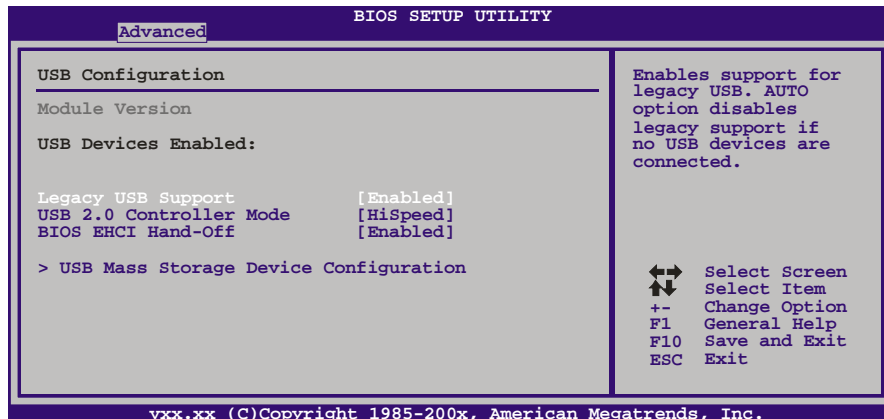 BIOS SETUP UTILITY
Advanced
USB Configuration
Module Version
USB Devices Enabled:
Legacy USB Support [Enabled]
USB 2.0 Controller Mode [HiSpeed]
BIOS EHCI Hand-Off [Enabled]
> USB Mass Storage Device Configuration
Enables support for
legacy USB. AUTO
option disables
legacy support if
no USB devices are
connected.
Select Screen
Select Item
+- Change Option
F1 General Help
F10 Save and Exit
ESC Exit
vxx.xx (C)Copyright 1985-200x, American Megatrends, Inc.